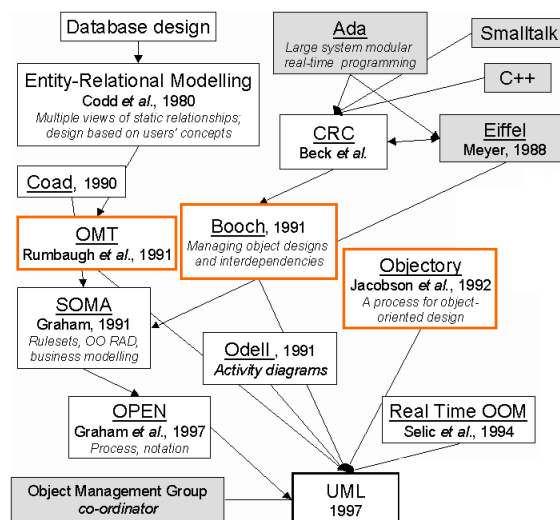 Database design
Ada
Large system modular
real-time programming
Smalltalk
C++
Entity-Relational Modelling
Codd et al., 1980
Multiple views of static relationships;
design based on users' concepts
CRC
Beck et al.
Eiffel
Meyer, 1988
Coad, 1990
OMT
Rumbaugh et al., 1991
Booch, 1991
Managing object designs
and interdependencies
Objectory
Jacobson et al., 1992
A process for object-
oriented design
SOMA
Graham, 1991
Rulesets, OO RAD,
business modelling
Odell, 1991
Activity diagrams
OPEN
Graham et al., 1997
Process, notation
Real Time OOM
Selic et al., 1994
Object Management Group
co-ordinator
UML
1997